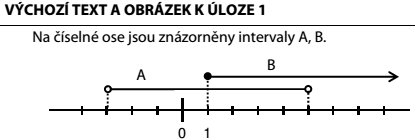 VÝCHOZÍ TEXT A OBRÁZEK K ÚLOZE 1
Na číselné ose jsou znázorněny intervaly A, B.
A B
0 1